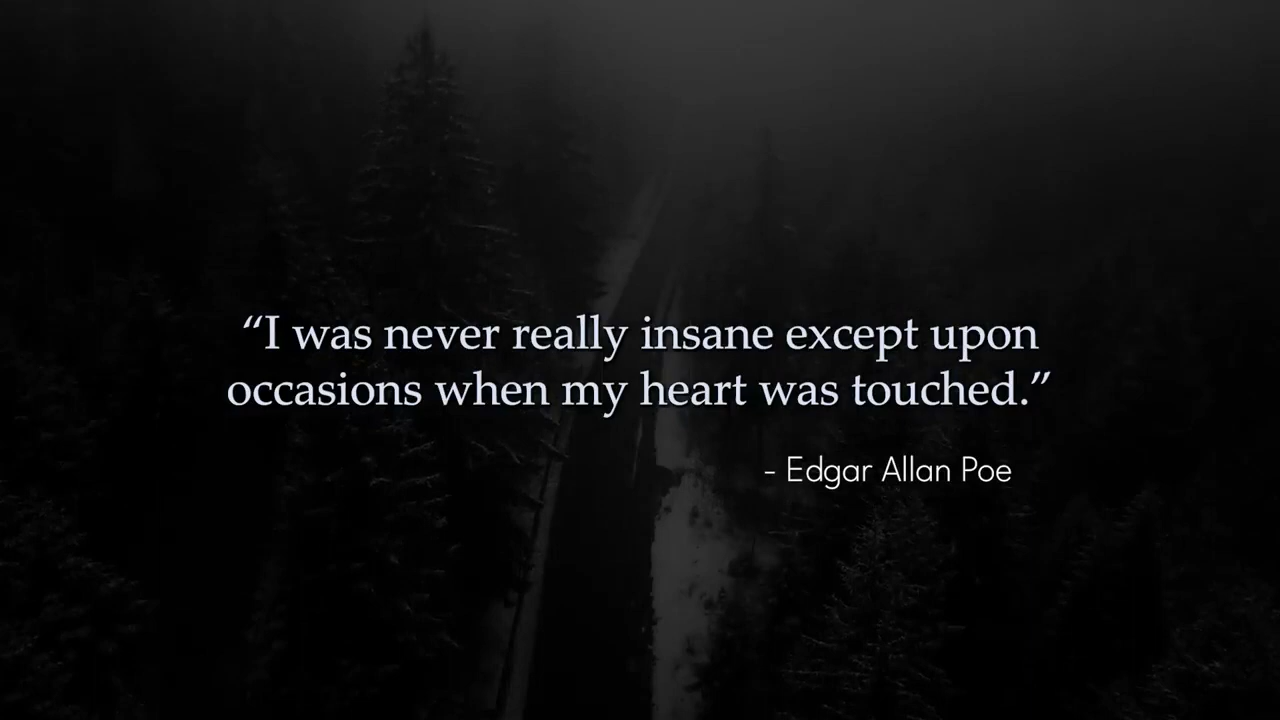 “I was never really insane except upon
occasions when my heart was touched.”
- Edgar Allan Poe